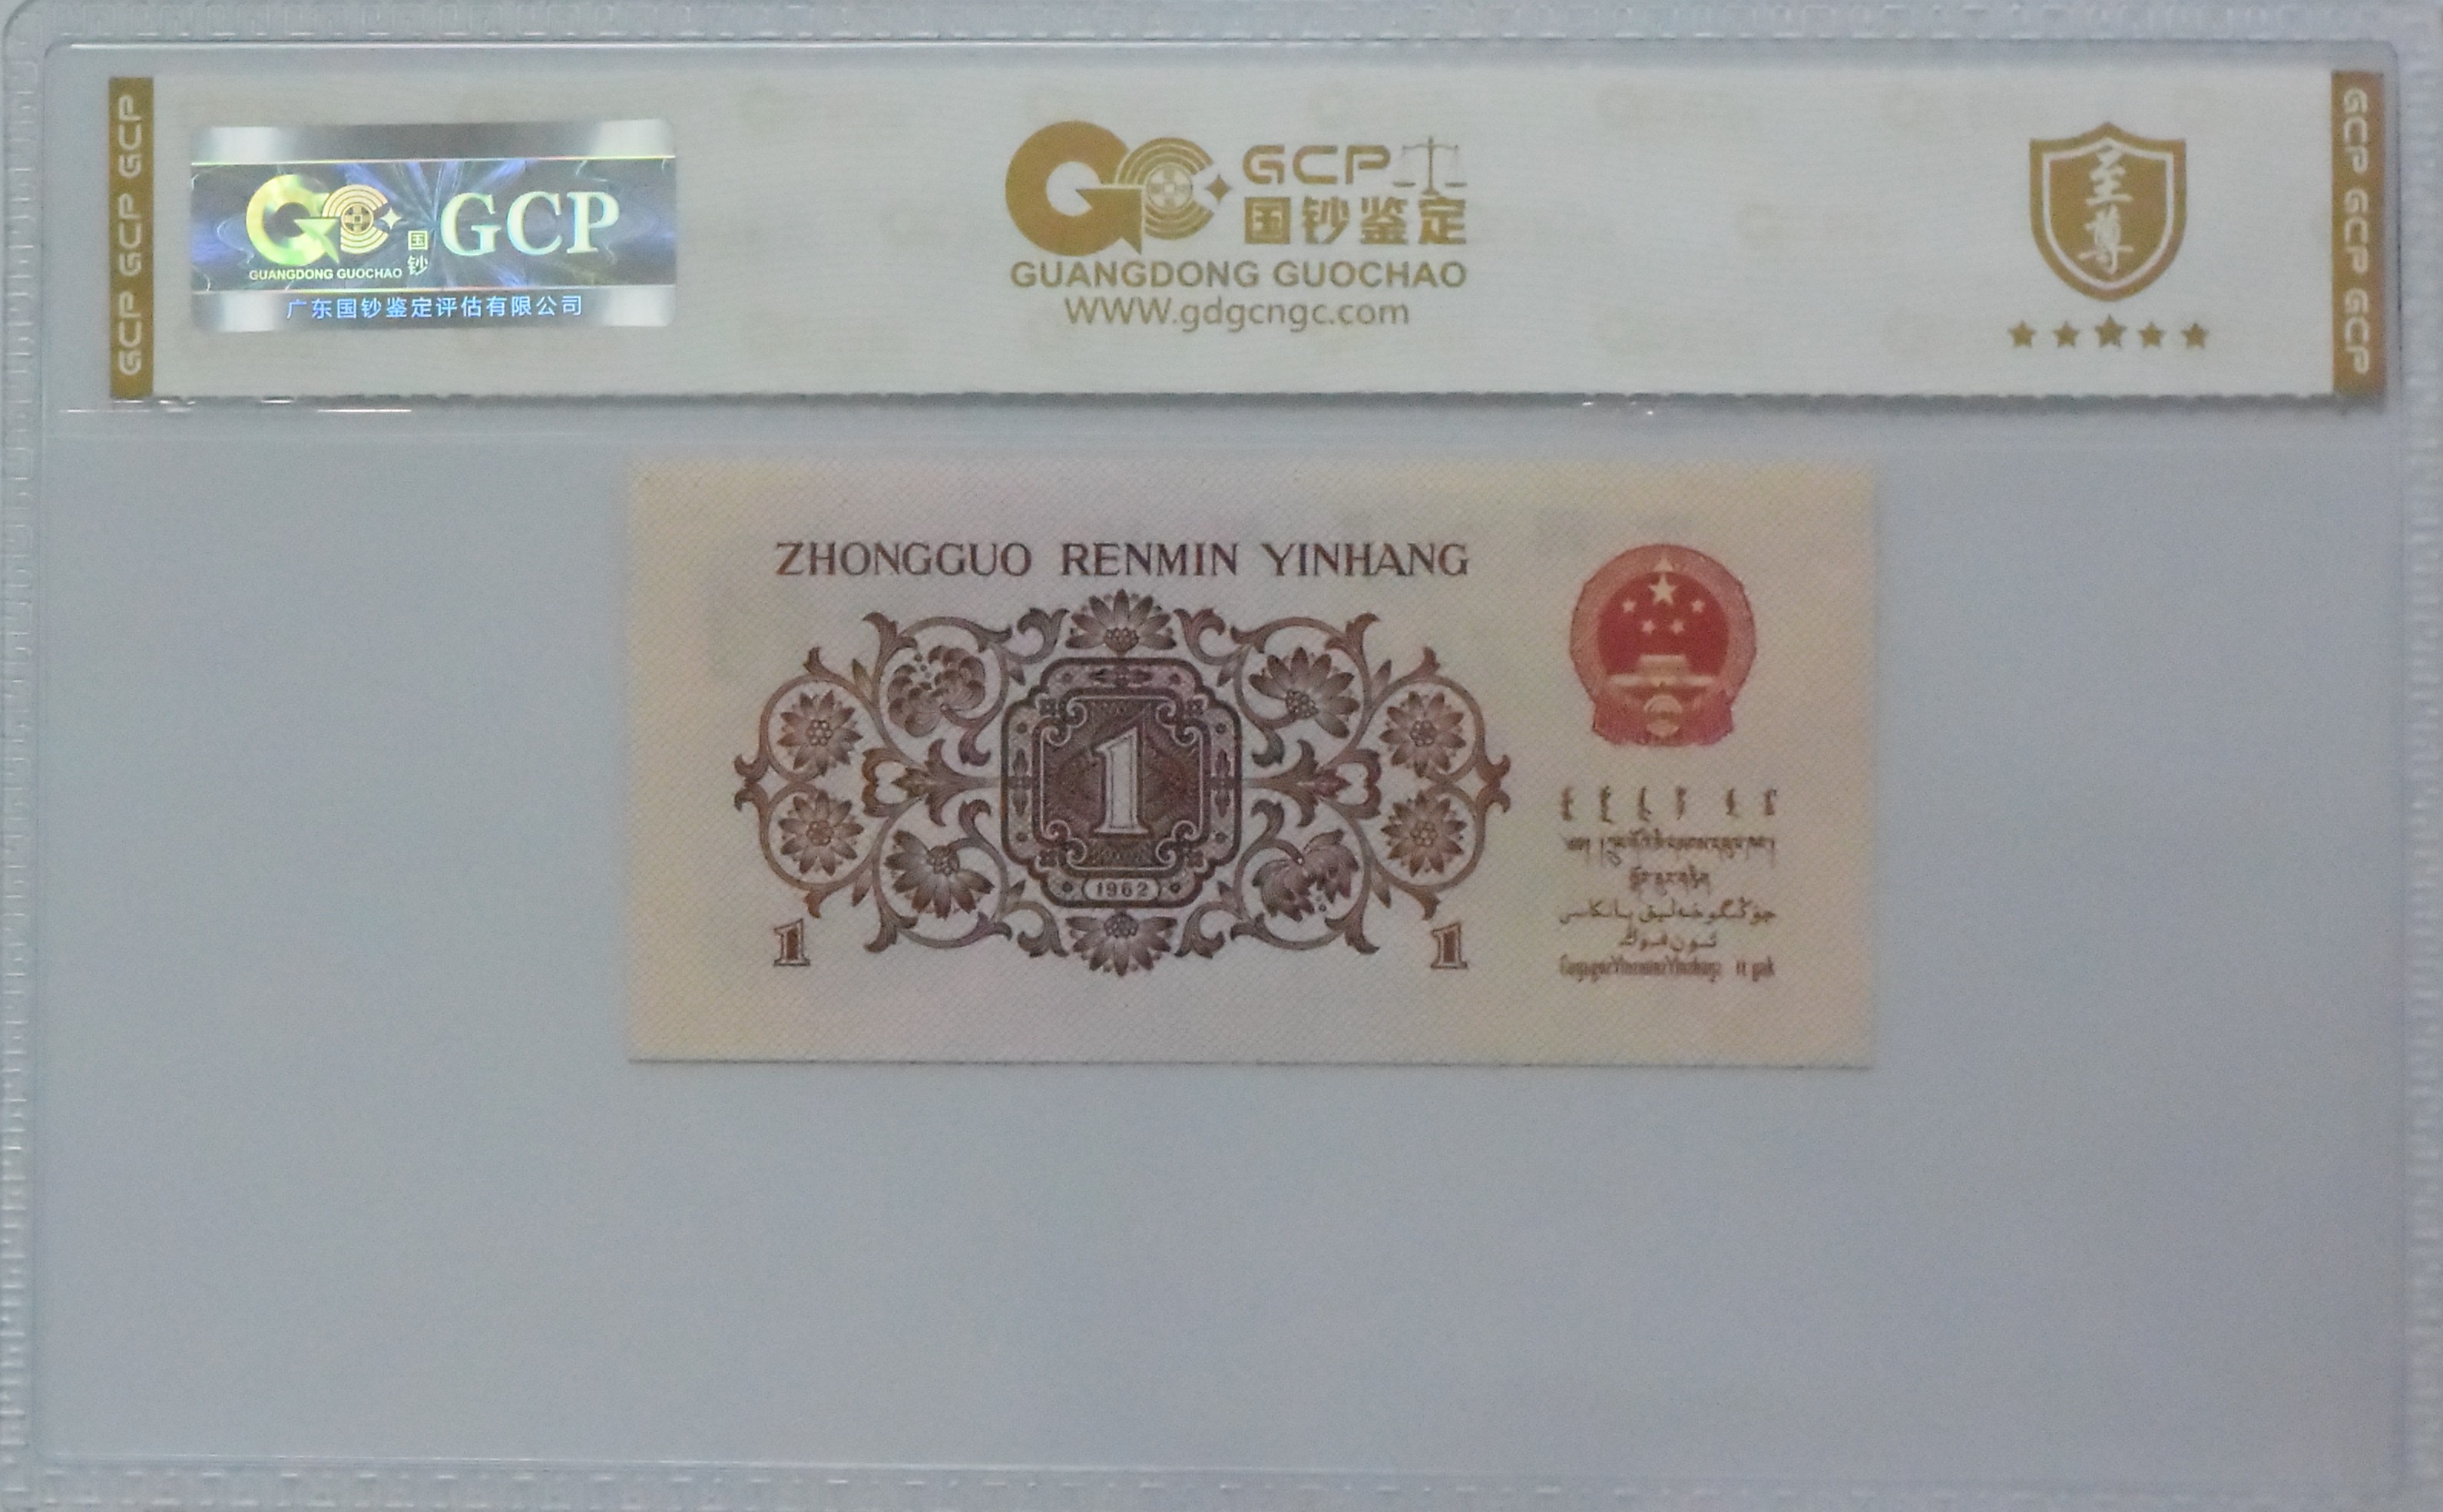 GCP GCP GCP
国钞
GCP
GUANGDONG GUOCHAO
广东国钞鉴定评估有限公司
GCP
国钞鉴定
GUANGDONG GUOCHAO
WWW.gdgcngc.com
至尊
GCP GCP GCP
ZHONGGUO RENMIN YINHANG
1
1962
1
1